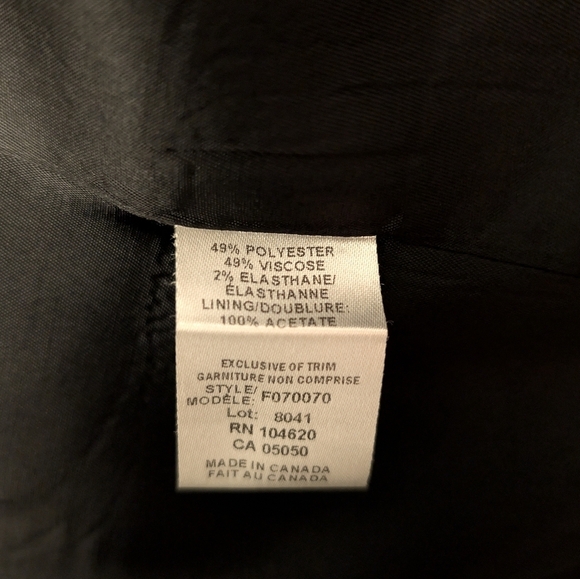 49% POLYESTER
49% VISCOSE
2% ELASTHANE/
ÉLASTHANNE
LINING/DOUBLURE:
100% ACETATE
EXCLUSIVE OF TRIM
GARNITURE NON COMPRISE
STYLE/
MODÈLE: F070070
Lot: 8041
RN 104620
CA 05050
MADE IN CANADA
FAIT AU CANADA